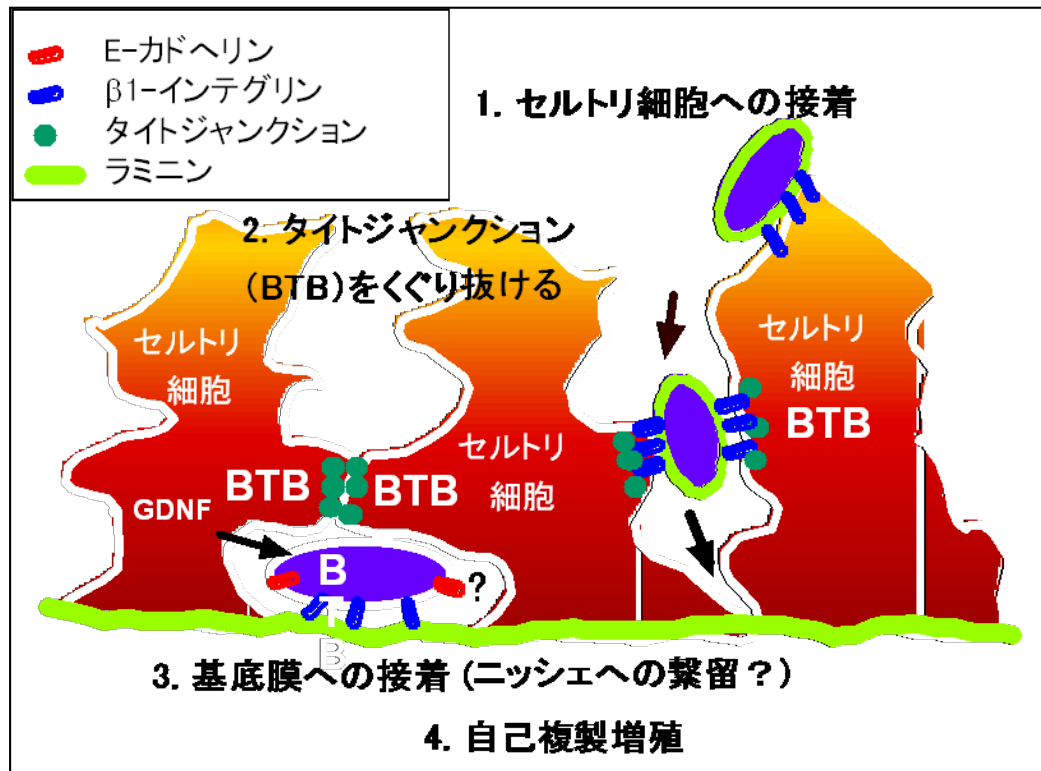 E-カドヘリン
β1-インテグリン
タイトジャンクション
ラミニン
1. セルトリ細胞への接着
2. タイトジャンクション
(BTB)をくぐり抜ける
セルトリ
細胞
セルトリ
細胞
BTB
セルトリ
細胞
BTB
BTB
GDNF
B
T
B
?
3. 基底膜への接着 (ニッシェへの繋留？)
4. 自己複製増殖